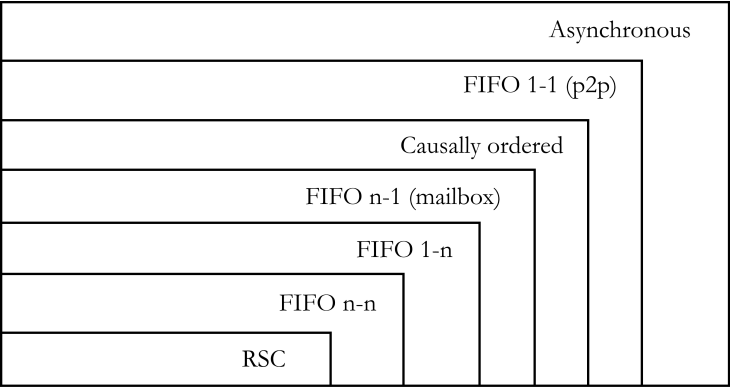 Asynchronous
FIFO 1-1 (p2p)
Causally ordered
FIFO n-1 (mailbox)
FIFO 1-n
FIFO n-n
RSC